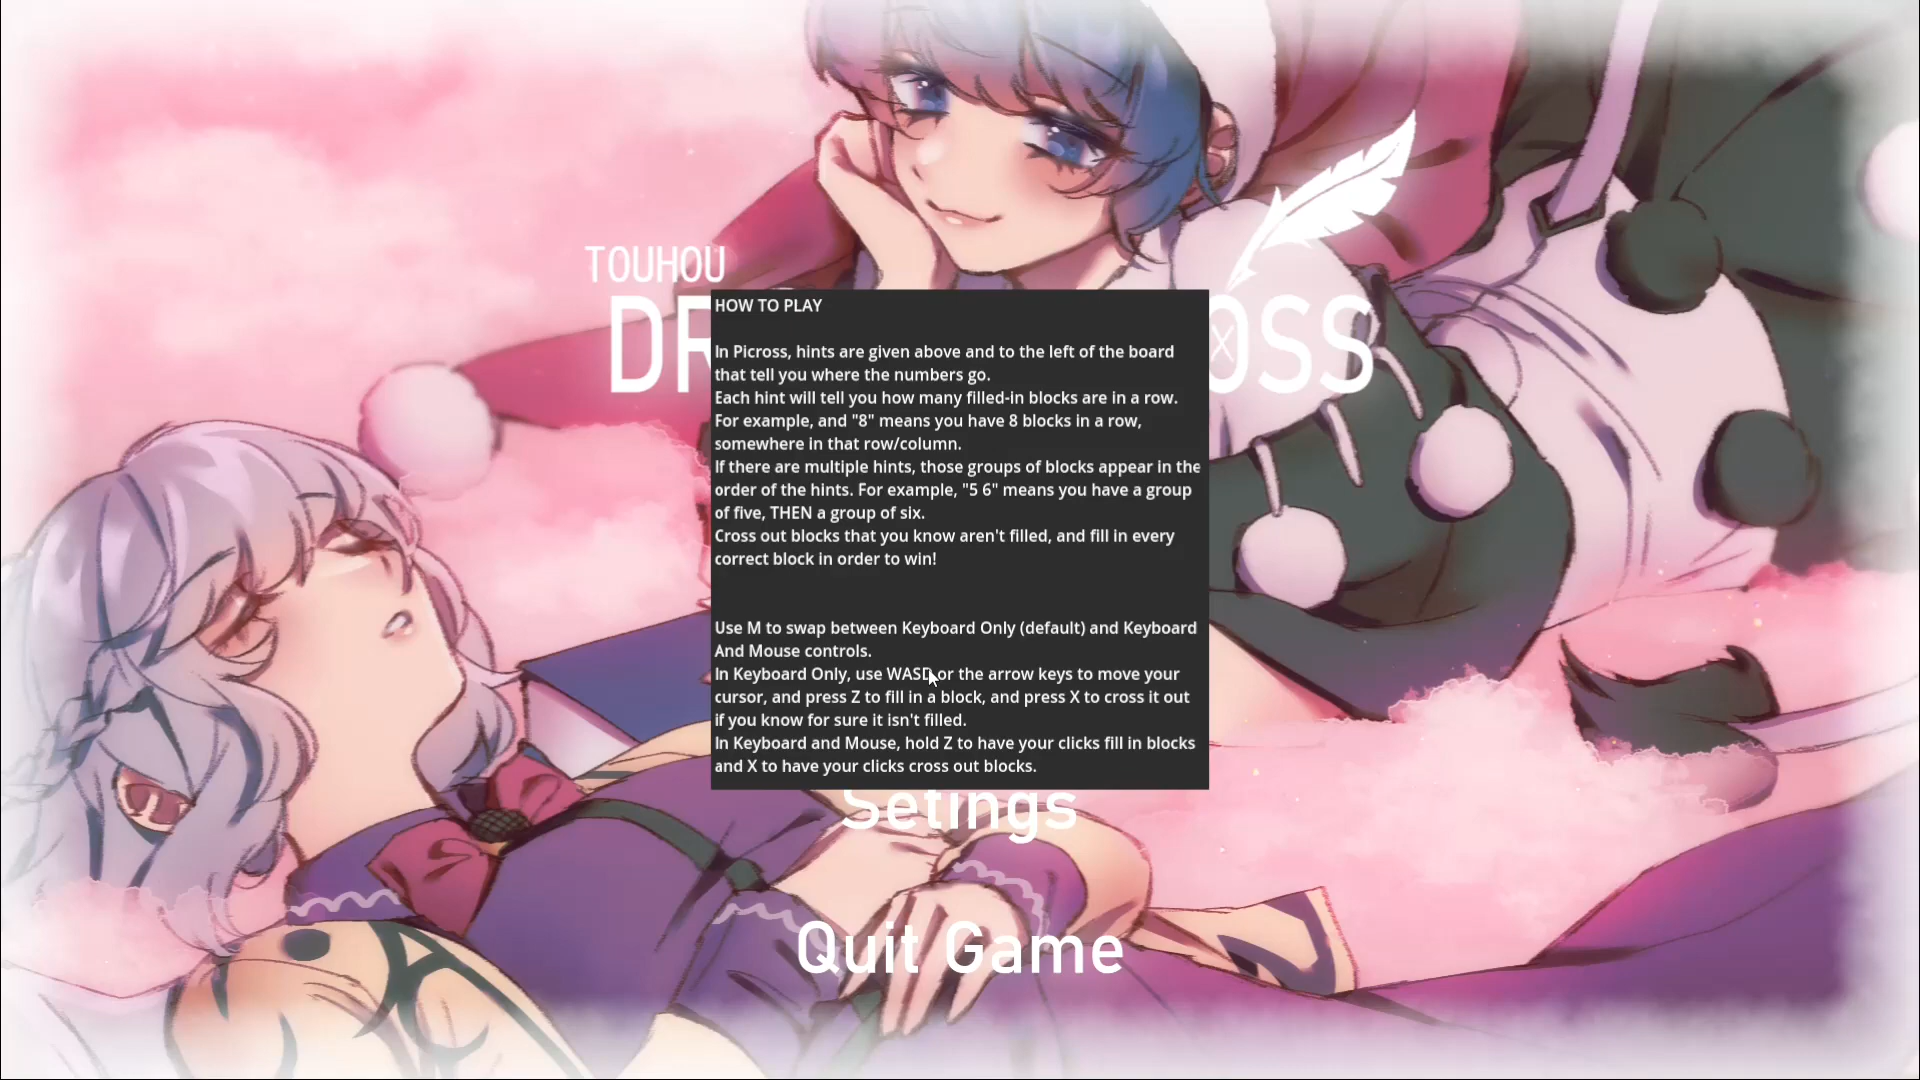 TOUHOU
DR
OSS
HOW TO PLAY
In Picross, hints are given above and to the left of the board
that tell you where the numbers go.
Each hint will tell you how many filled-in blocks are in a row.
For example, and "8" means you have 8 blocks in a row,
somewhere in that row/column.
If there are multiple hints, those groups of blocks appear in the
order of the hints. For example, "5 6" means you have a group
of five, THEN a group of six.
Cross out blocks that you know aren't filled, and fill in every
correct block in order to win!
Use M to swap between Keyboard Only (default) and Keyboard
And Mouse controls.
In Keyboard Only, use WASD or the arrow keys to move your
cursor, and press Z to fill in a block, and press X to cross it out
if you know for sure it isn't filled.
In Keyboard and Mouse, hold Z to have your clicks fill in blocks
and X to have your clicks cross out blocks.
Setings
Quit Game